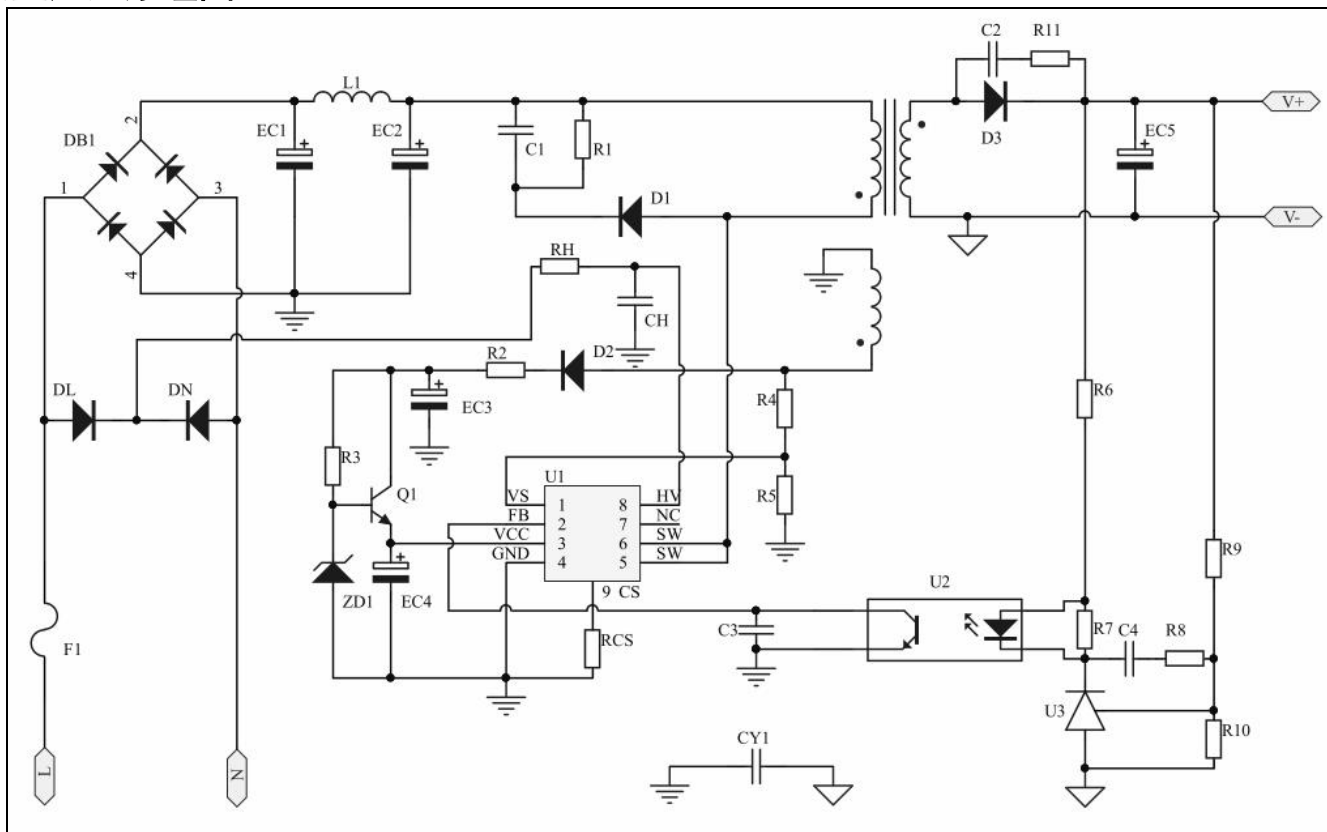 C2
R11
L1
V+
2
DB1
EC1
EC2
C1
R1
D3
EC5
1
3
D1
V-
4
RH
CH
R2
D2
DL
DN
EC3
R4
R6
R3
U1
Q1
R5
VS
1
8
HV
FB
2
7
NC
VCC
3
6
SW
GND
4
5
SW
R9
ZD1
EC4
9
CS
U2
C3
R7
C4
R8
F1
RCS
U3
R10
CY1
L
N